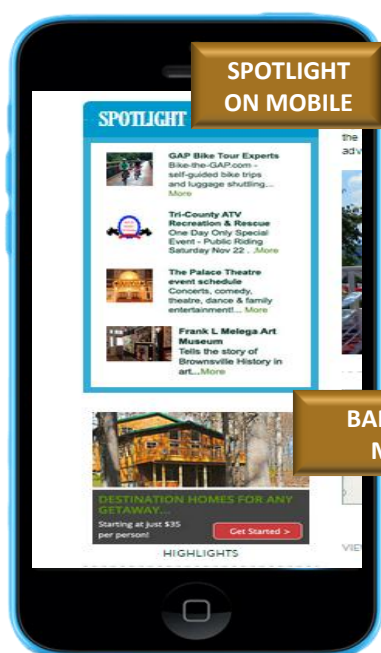 SPOTLIGHT
ON MOBILE
SPOTLIGHT
the
adv
GAP Bike Tour Experts
Bike-the-GAP.com -
self-guided bike trips
and luggage shuttling,...
More
Tri-County ATV
Recreation & Rescue
One Day Only Special
Event - Public Riding
Saturday Nov 22 . .More
The Palace Theatre
event schedule
Concerts, comedy,
theatre, dance & family
entertainment!... More
Frank L Melega Art
Museum
Tells the story of
Brownsville History in
art...More
BA
M
DESTINATION HOMES FOR ANY
GETAWAY...
Starting at just $35
per person!
Get Started >
HIGHLIGHTS
VIE